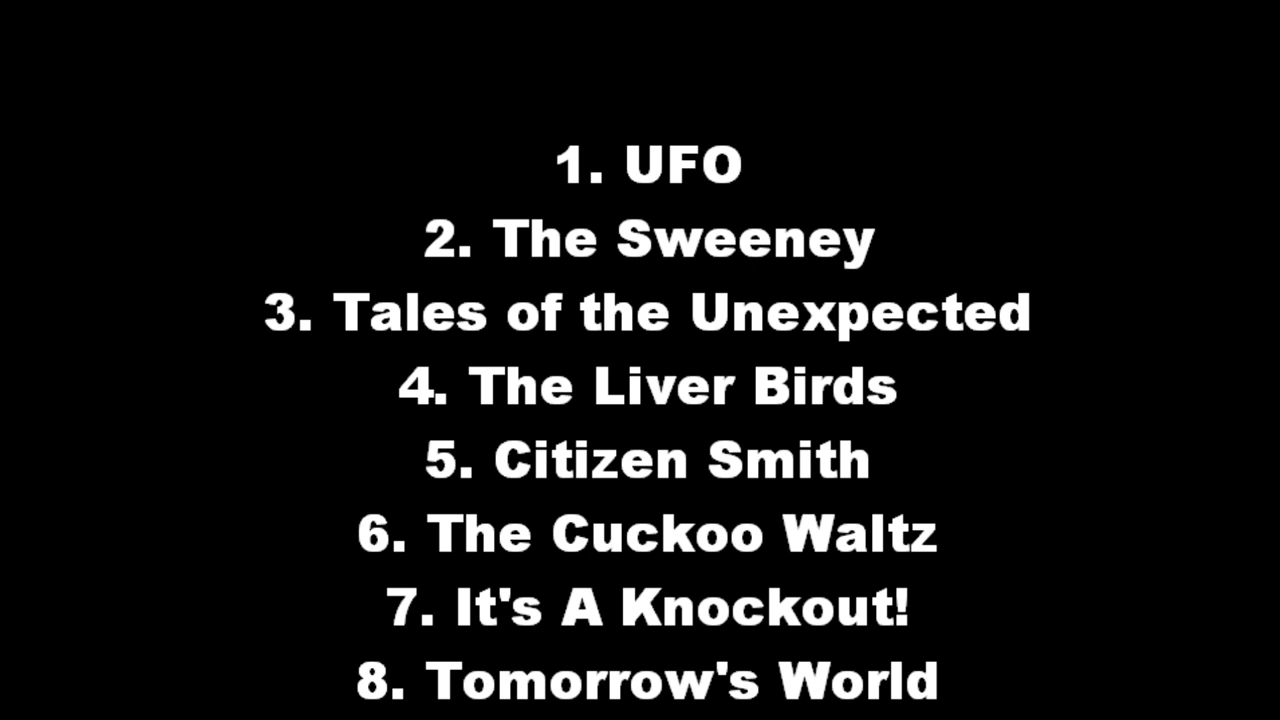 1. UFO
2. The Sweeney
3. Tales of the Unexpected
4. The Liver Birds
5. Citizen Smith
6. The Cuckoo Waltz
7. It's A Knockout!
8. Tomorrow's World